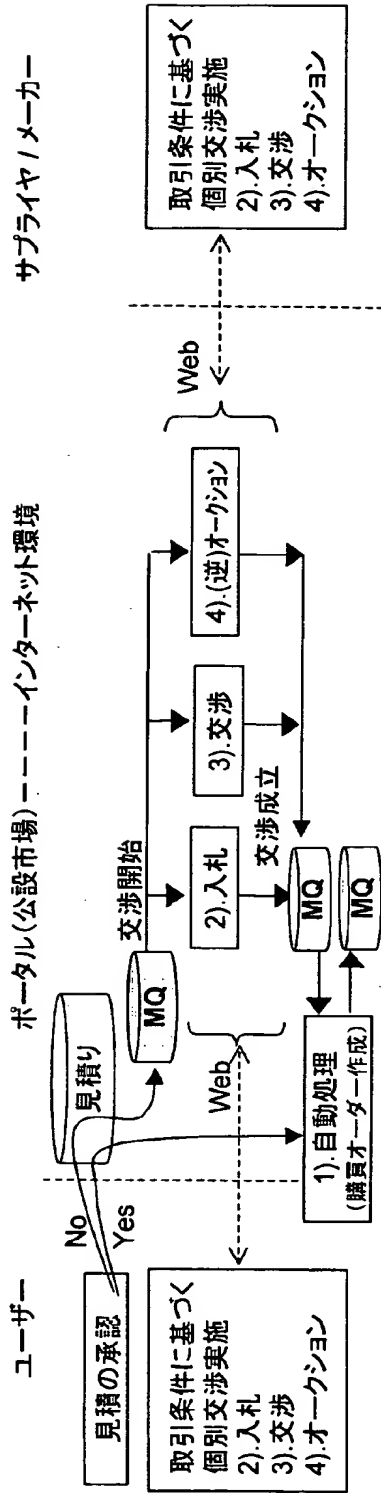 ユーザー
ポータル(公設市場)ーーーーインターネット環境
サプライヤ/メーカー
見積の承認
No
Yes
見積り
MQ
交渉開始
取引条件に基づく
個別交渉実施
2).入札
3).交渉
4).オークション
Web
2).入札
3).交渉
4).(逆)オークション
Web
取引条件に基づく
個別交渉実施
2).入札
3).交渉
4).オークション
交渉成立
1).自動処理
(購買オーダー作成)
MQ
MQ